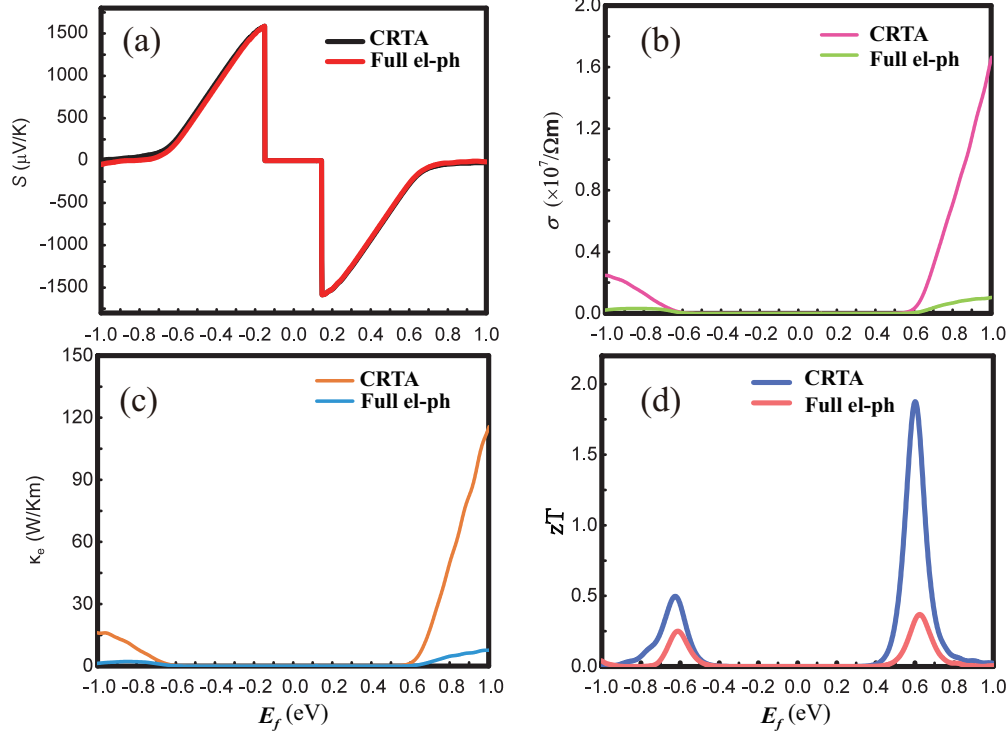 (a)
CRTA
Full el-ph
1500
1000
500
0
-500
-1000
-1500
S (μV/K)
-1.0 -0.8 -0.6 -0.4 -0.2 0.0 0.2 0.4 0.6 0.8 1.0
(b)
CRTA
Full el-ph
2.0
1.6
1.2
0.8
0.4
0.0
σ (×10⁷/Ωm)
-1.0 -0.8 -0.6 -0.4 -0.2 0.0 0.2 0.4 0.6 0.8 1.0
(c)
CRTA
Full el-ph
150
120
90
60
30
0
κₑ (W/Km)
-1.0 -0.8 -0.6 -0.4 -0.2 0.0 0.2 0.4 0.6 0.8 1.0
E_f (eV)
(d)
CRTA
Full el-ph
2.0
1.5
1.0
0.5
0.0
zT
-1.0 -0.8 -0.6 -0.4 -0.2 0.0 0.2 0.4 0.6 0.8 1.0
E_f (eV)